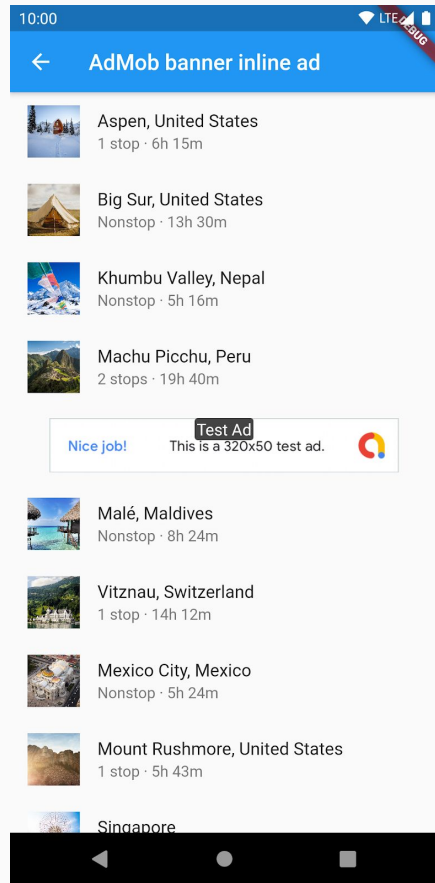 10:00
LTE
DEBUG
AdMob banner inline ad
Aspen, United States
1 stop · 6h 15m
Big Sur, United States
Nonstop · 13h 30m
Khumbu Valley, Nepal
Nonstop · 5h 16m
Machu Picchu, Peru
2 stops · 19h 40m
Test Ad
Nice job!
This is a 320x50 test ad.
Malé, Maldives
Nonstop · 8h 24m
Vitznau, Switzerland
1 stop · 14h 12m
Mexico City, Mexico
Nonstop · 5h 24m
Mount Rushmore, United States
1 stop · 5h 43m
Singapore